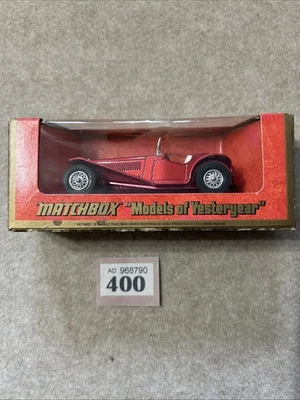 MATCHBOX "Models of Yesteryear"
AD 968790
400